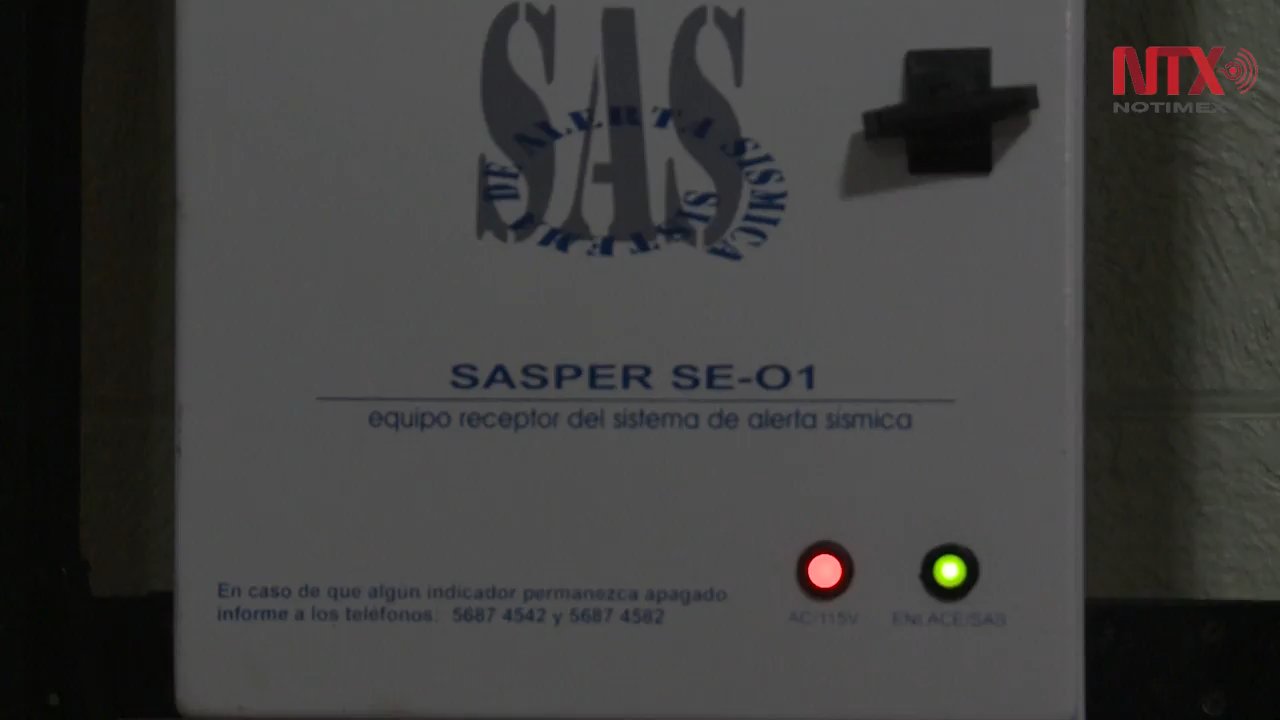 SAS
SISTEMA DE ALERTA SISMICA
NTX
NOTIMEX
SASPER SE-01
equipo receptor del sistema de alerta sísmica
En caso de que algun indicador permanezca apagado
informe a los teléfonos: 5687 4542 y 5687 4582
AC/115V
ENLACE/SAS